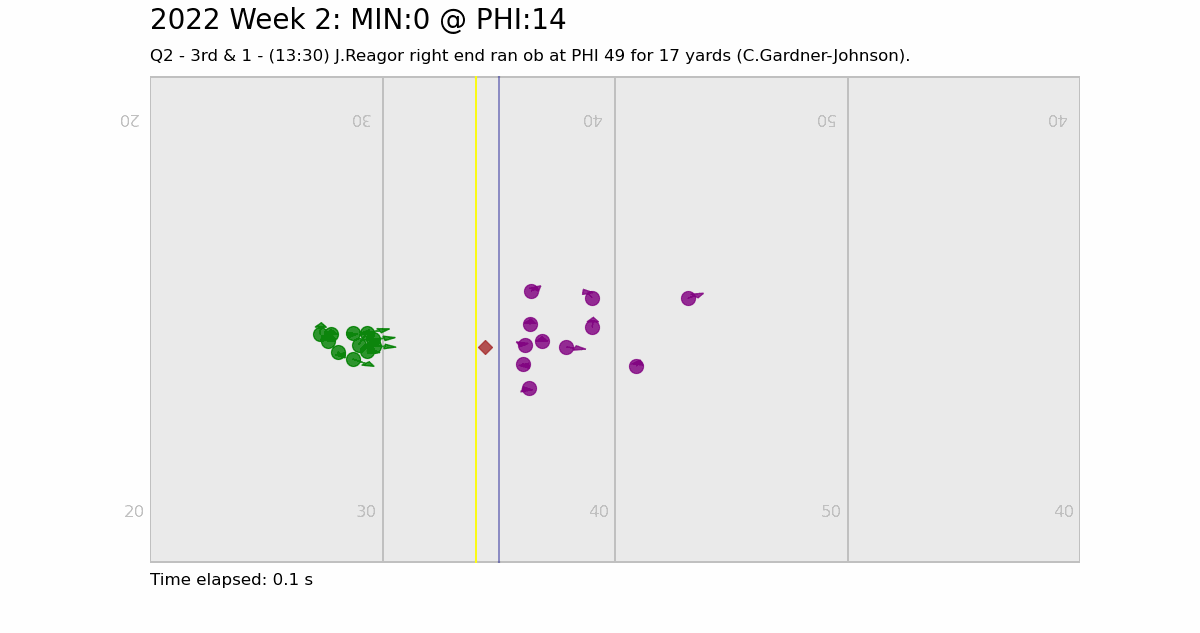 2022 Week 2: MIN:0 @ PHI:14
Q2 - 3rd & 1 - (13:30) J.Reagor right end ran ob at PHI 49 for 17 yards (C.Gardner-Johnson).
20 30 40 50 40
20 30 40 50 40
Time elapsed: 0.1 s